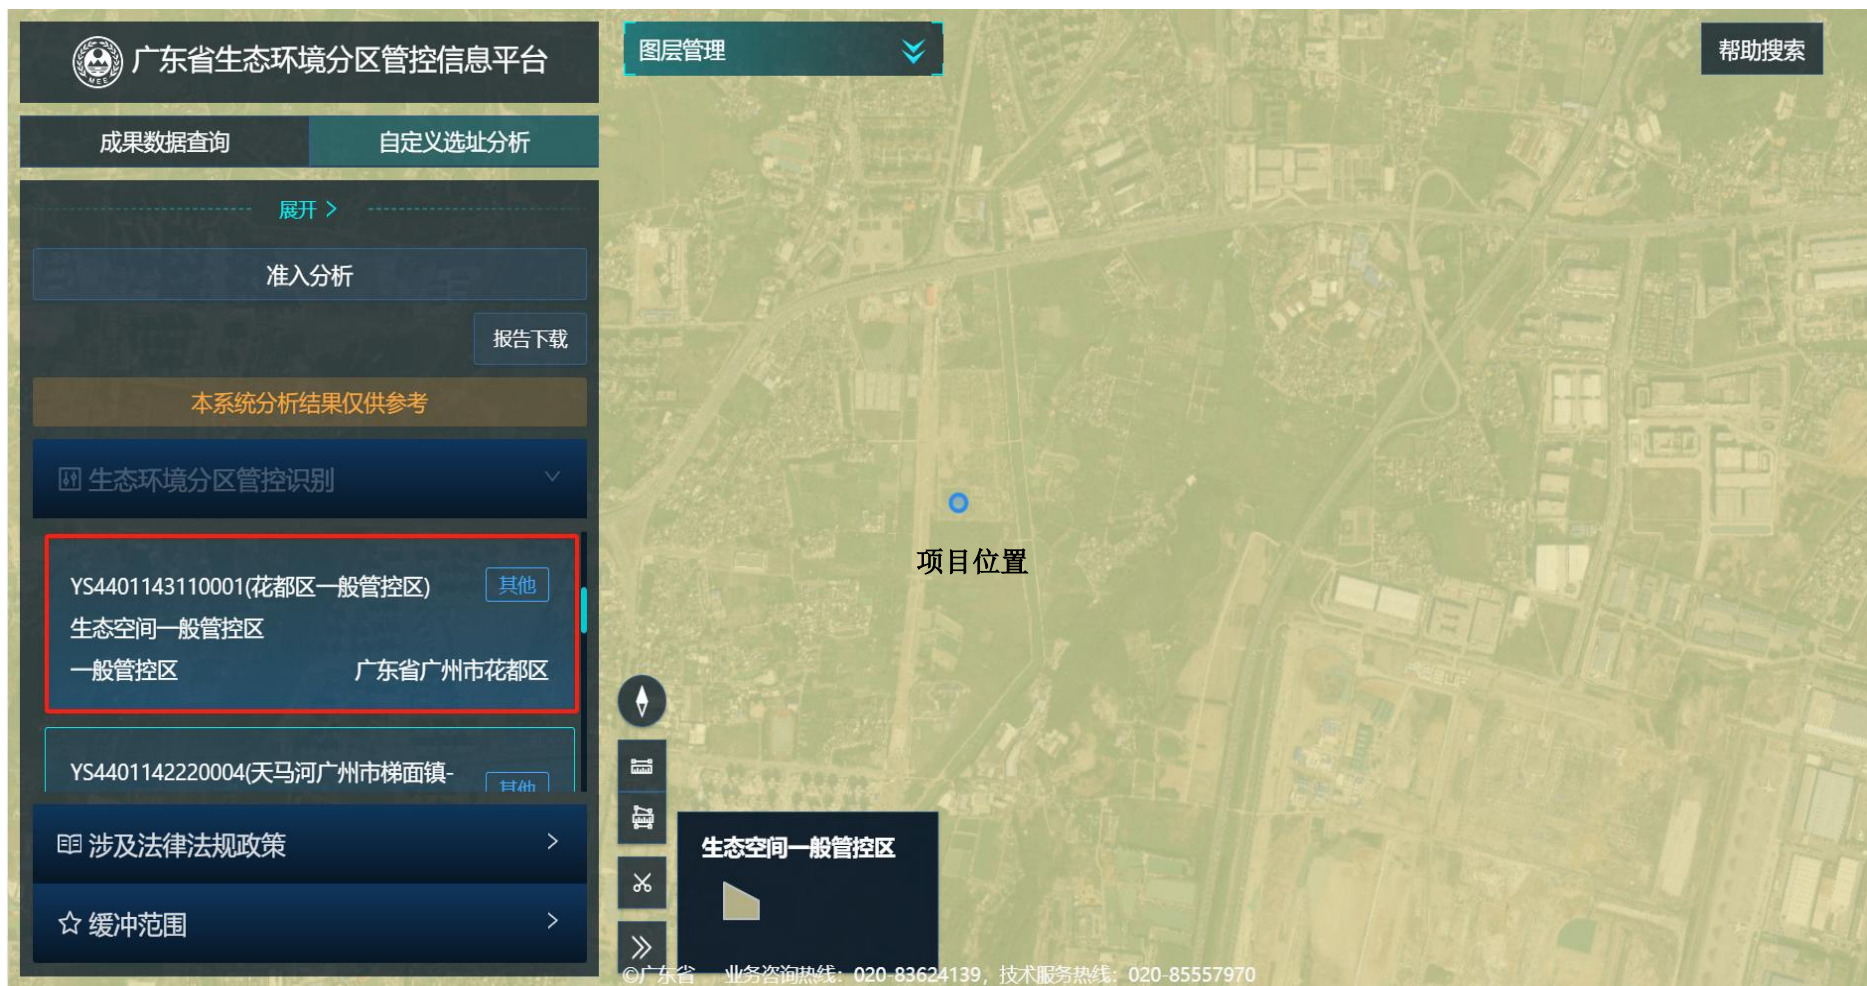 广东省生态环境分区管控信息平台
MEE
图层管理
帮助搜索
成果数据查询
自定义选址分析
展开 >
准入分析
报告下载
本系统分析结果仅供参考
生态环境分区管控识别
YS4401143110001(花都区一般管控区)
其他
生态空间一般管控区
一般管控区
广东省广州市花都区
YS4401142220004(天马河广州市梯面镇-
其他
涉及法律法规政策
缓冲范围
项目位置
生态空间一般管控区
©广东省 业务咨询热线：020-83624139，技术服务热线：020-85557970